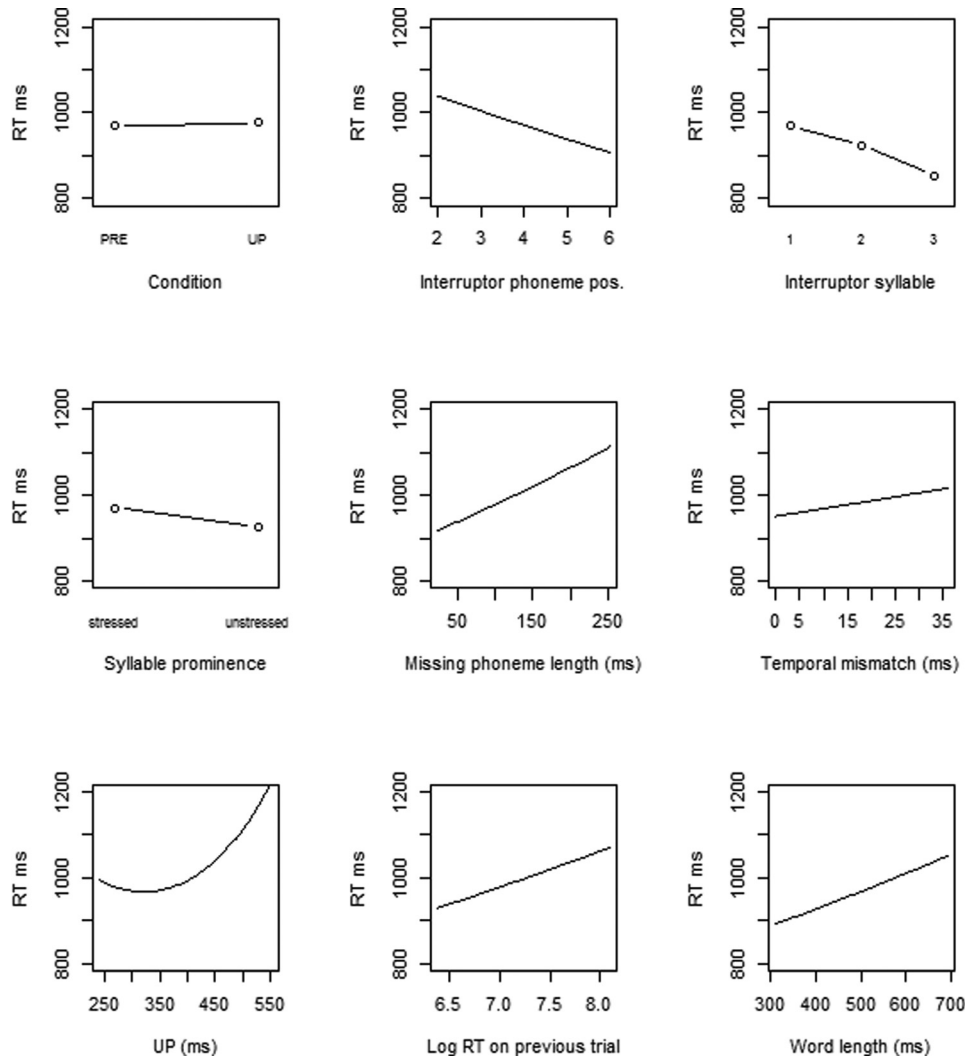 RT ms
1200
1000
800
PRE UP
Condition
RT ms
1200
1000
800
2 3 4 5 6
Interruptor phoneme pos.
RT ms
1200
1000
800
1 2 3
Interruptor syllable
RT ms
1200
1000
800
stressed unstressed
Syllable prominence
RT ms
1200
1000
800
50 150 250
Missing phoneme length (ms)
RT ms
1200
1000
800
0 5 15 25 35
Temporal mismatch (ms)
RT ms
1200
1000
800
250 350 450 550
UP (ms)
RT ms
1200
1000
800
6.5 7.0 7.5 8.0
Log RT on previous trial
RT ms
1200
1000
800
300 400 500 600 700
Word length (ms)